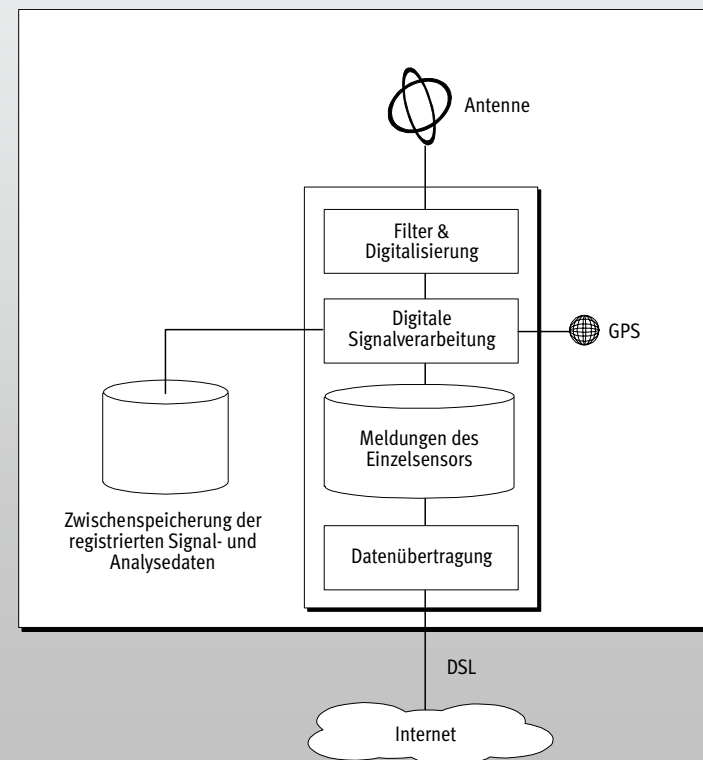 Antenne
Filter &
Digitalisierung
Digitale
Signalverarbeitung
GPS
Meldungen des
Einzelsensors
Zwischenspeicherung der
registrierten Signal- und
Analysedaten
Datenübertragung
DSL
Internet